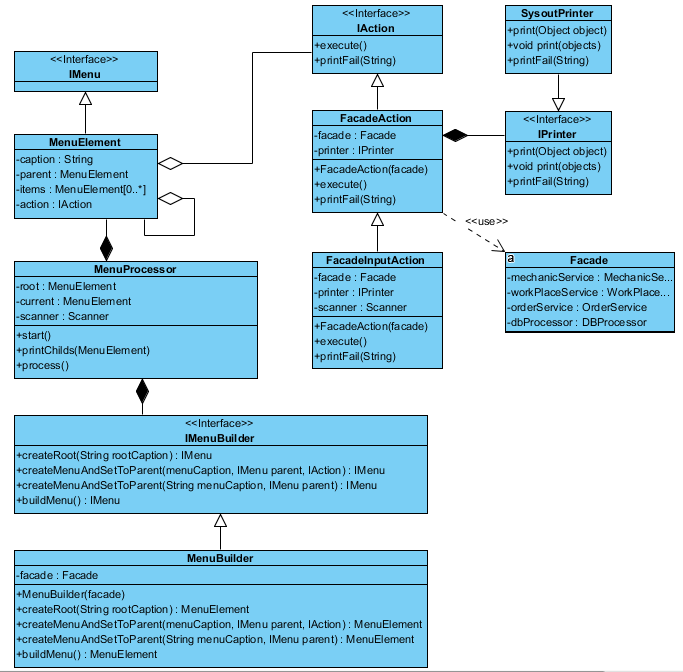 <<Interface>>
IMenu
MenuElement
-caption : String
-parent : MenuElement
-items : MenuElement[0..*]
-action : IAction
MenuProcessor
-root : MenuElement
-current : MenuElement
-scanner : Scanner
+start()
+printChilds(MenuElement)
+process()
<<Interface>>
IMenuBuilder
+createRoot(String rootCaption) : IMenu
+createMenuAndSetToParent(menuCaption, IMenu parent, IAction) : IMenu
+createMenuAndSetToParent(String menuCaption, IMenu parent) : IMenu
+buildMenu() : IMenu
MenuBuilder
-facade : Facade
+MenuBuilder(facade)
+createRoot(String rootCaption) : MenuElement
+createMenuAndSetToParent(menuCaption, IMenu parent, IAction) : MenuElement
+createMenuAndSetToParent(String menuCaption, IMenu parent) : MenuElement
+buildMenu() : MenuElement
<<Interface>>
IAction
+execute()
+printFail(String)
FacadeAction
-facade : Facade
-printer : IPrinter
+FacadeAction(facade)
+execute()
+printFail(String)
FacadeInputAction
-facade : Facade
-printer : IPrinter
-scanner : Scanner
+FacadeAction(facade)
+execute()
+printFail(String)
SysoutPrinter
+print(Object object)
+void print(objects)
+printFail(String)
<<Interface>>
IPrinter
+print(Object object)
+void print(objects)
+printFail(String)
<<use>>
a
Facade
-mechanicService : MechanicSe...
-workPlaceService : WorkPlace...
-orderService : OrderService
-dbProcessor : DBProcessor